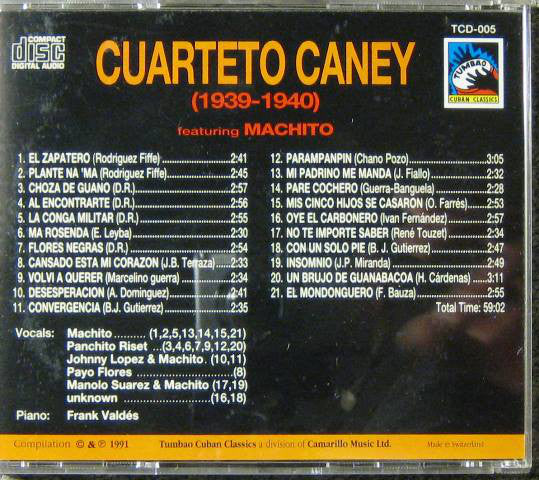 COMPACT
disc
DIGITAL AUDIO
TCD-005
CUARTETO CANEY
(1939-1940)
featuring MACHITO
TUMBAO
CUBAN CLASSICS
1. EL ZAPATERO (Rodriguez Fiffe) 2:41
2. PLANTE NA 'MA (Rodriguez Fiffe) 2:45
3. CHOZA DE GUANO (D.R.) 2:57
4. AL ENCONTRARTE (D.R.) 2:56
5. LA CONGA MILITAR (D.R.) 2:55
6. MA ROSENDA (E. Leyba) 2:30
7. FLORES NEGRAS (D.R.) 2:54
8. CANSADO ESTA MI CORAZON (J.B. Terraza) 2:33
9. VOLVI A QUERER (Marcelino guerra) 2:34
10. DESESPERACION (A. Dominguez) 2:41
11. CONVERGENCIA (B.J. Gutierrez) 2:35
12. PARAMPANPIN (Chano Pozo) 3:05
13. MI PADRINO ME MANDA (J. Fiallo) 2:32
14. PARE COCHERO (Guerra-Banguela) 2:28
15. MIS CINCO HIJOS SE CASARON (O. Farrés) 2:53
16. OYE EL CARBONERO (Ivan Fernández) 2:57
17. NO TE IMPORTE SABER (René Touzet) 2:34
18. CON UN SOLO PIE (B. J. Gutierrez) 2:47
19. INSOMNIO (J.P. Miranda) 2:49
20. UN BRUJO DE GUANABACOA (H. Cárdenas) 3:11
21. EL MONDONGUERO (F. Bauza) 2:55
Total Time: 59:02
Vocals: Machito (1,2,5,13,14,15,21)
Panchito Riset (3,4,6,7,9,12,20)
Johnny Lopez & Machito (10,11)
Payo Flores (8)
Manolo Suarez & Machito (17,19)
unknown (16,18)
Piano: Frank Valdés
Compilation © & ℗ 1991
Tumbao Cuban Classics a division of Camarillo Music Ltd.
Made in Switzerland